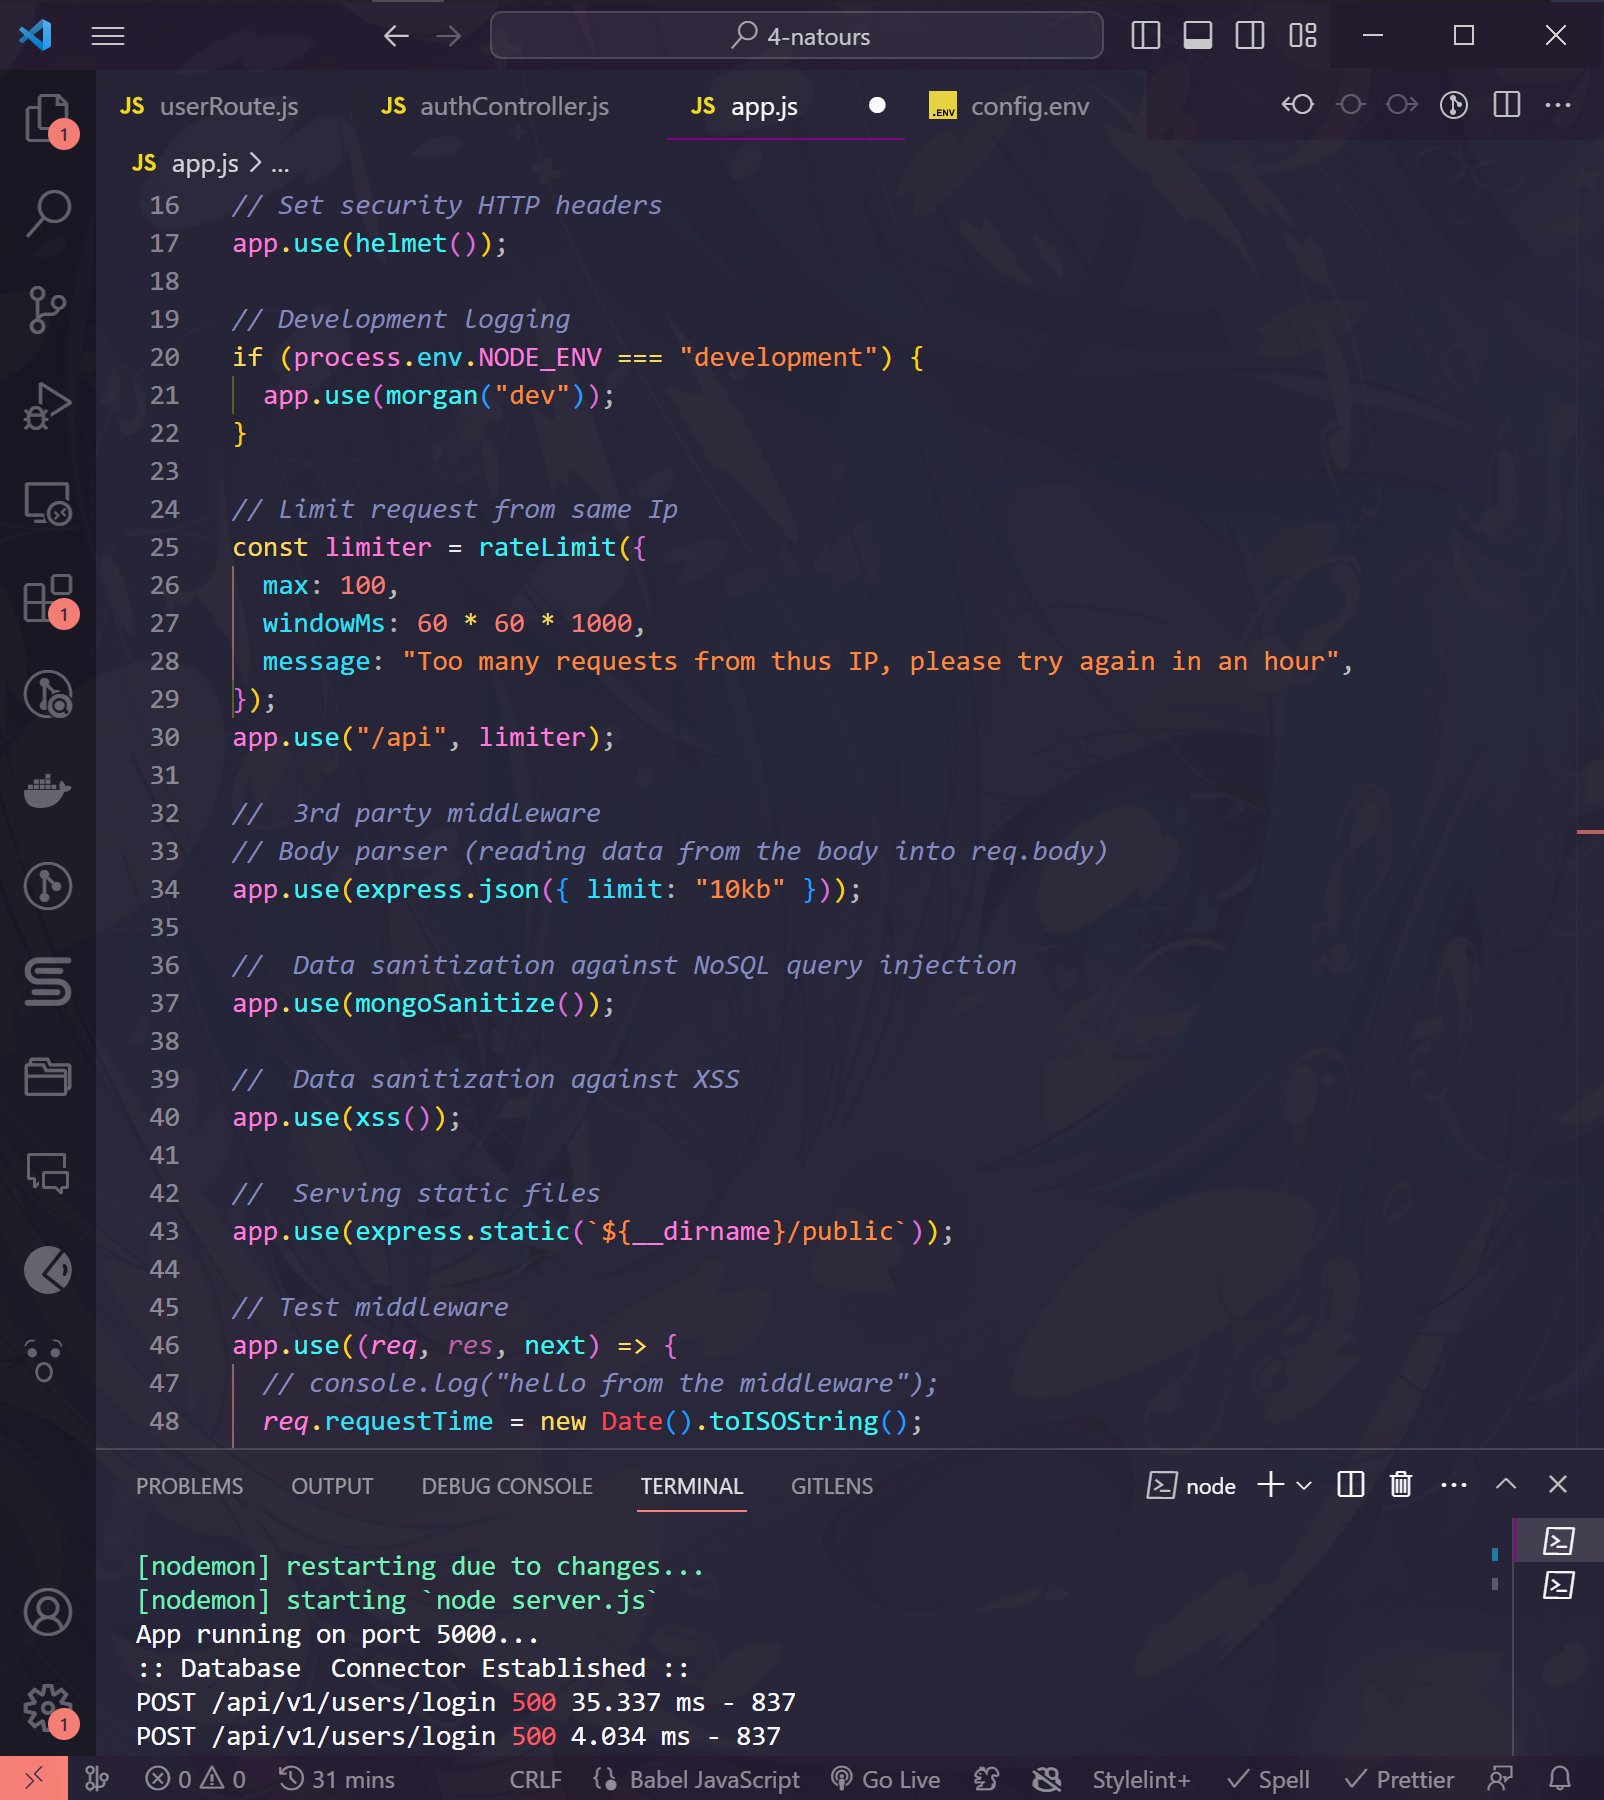 4-natours
JS userRoute.js
JS authController.js
JS app.js
.ENV config.env
JS app.js > ...
16 // Set security HTTP headers
17 app.use(helmet());
18
19 // Development logging
20 if (process.env.NODE_ENV === "development") {
21 app.use(morgan("dev"));
22 }
23
24 // Limit request from same Ip
25 const limiter = rateLimit({
26 max: 100,
27 windowMs: 60 * 60 * 1000,
28 message: "Too many requests from thus IP, please try again in an hour",
29 });
30 app.use("/api", limiter);
31
32 //  3rd party middleware
33 // Body parser (reading data from the body into req.body)
34 app.use(express.json({ limit: "10kb" }));
35
36 //  Data sanitization against NoSQL query injection
37 app.use(mongoSanitize());
38
39 //  Data sanitization against XSS
40 app.use(xss());
41
42 //  Serving static files
43 app.use(express.static(`${__dirname}/public`));
44
45 // Test middleware
46 app.use((req, res, next) => {
47 // console.log("hello from the middleware");
48 req.requestTime = new Date().toISOString();
1
1
1
PROBLEMS OUTPUT DEBUG CONSOLE TERMINAL GITLENS
node
[nodemon] restarting due to changes...
[nodemon] starting `node server.js`
App running on port 5000...
:: Database  Connector Established ::
POST /api/v1/users/login 500 35.337 ms - 837
POST /api/v1/users/login 500 4.034 ms - 837
0 0 31 mins CRLF Babel JavaScript Go Live Stylelint+ Spell Prettier